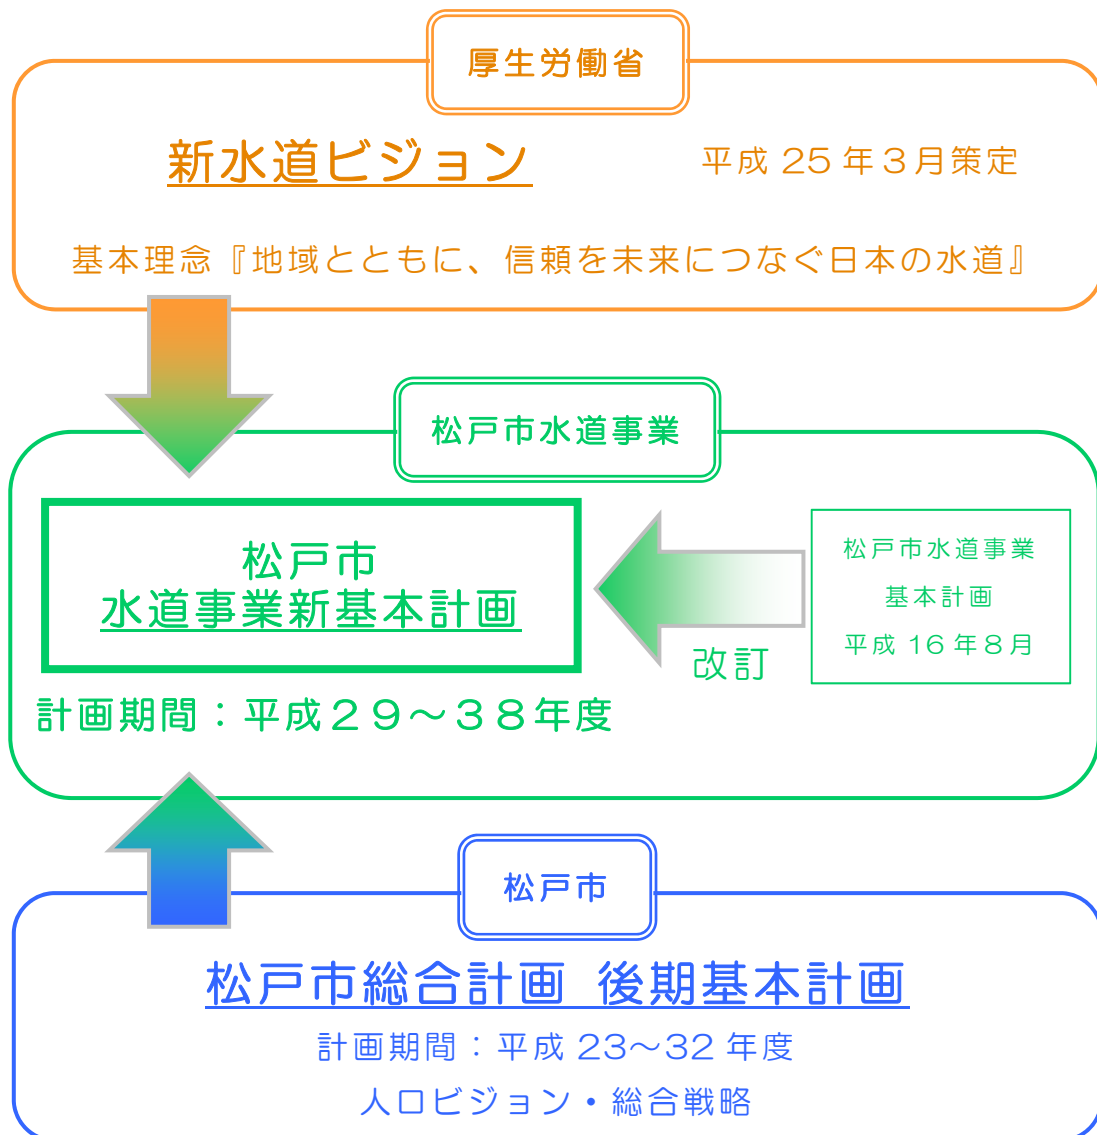 厚生労働省
新水道ビジョン 平成 25 年３月策定
基本理念『地域とともに、信頼を未来につなぐ日本の水道』
松戸市水道事業
松戸市
水道事業新基本計画
計画期間：平成２９～３８年度
改訂
松戸市水道事業
基本計画
平成 16 年８月
松戸市
松戸市総合計画 後期基本計画
計画期間：平成 23～32 年度
人口ビジョン・総合戦略